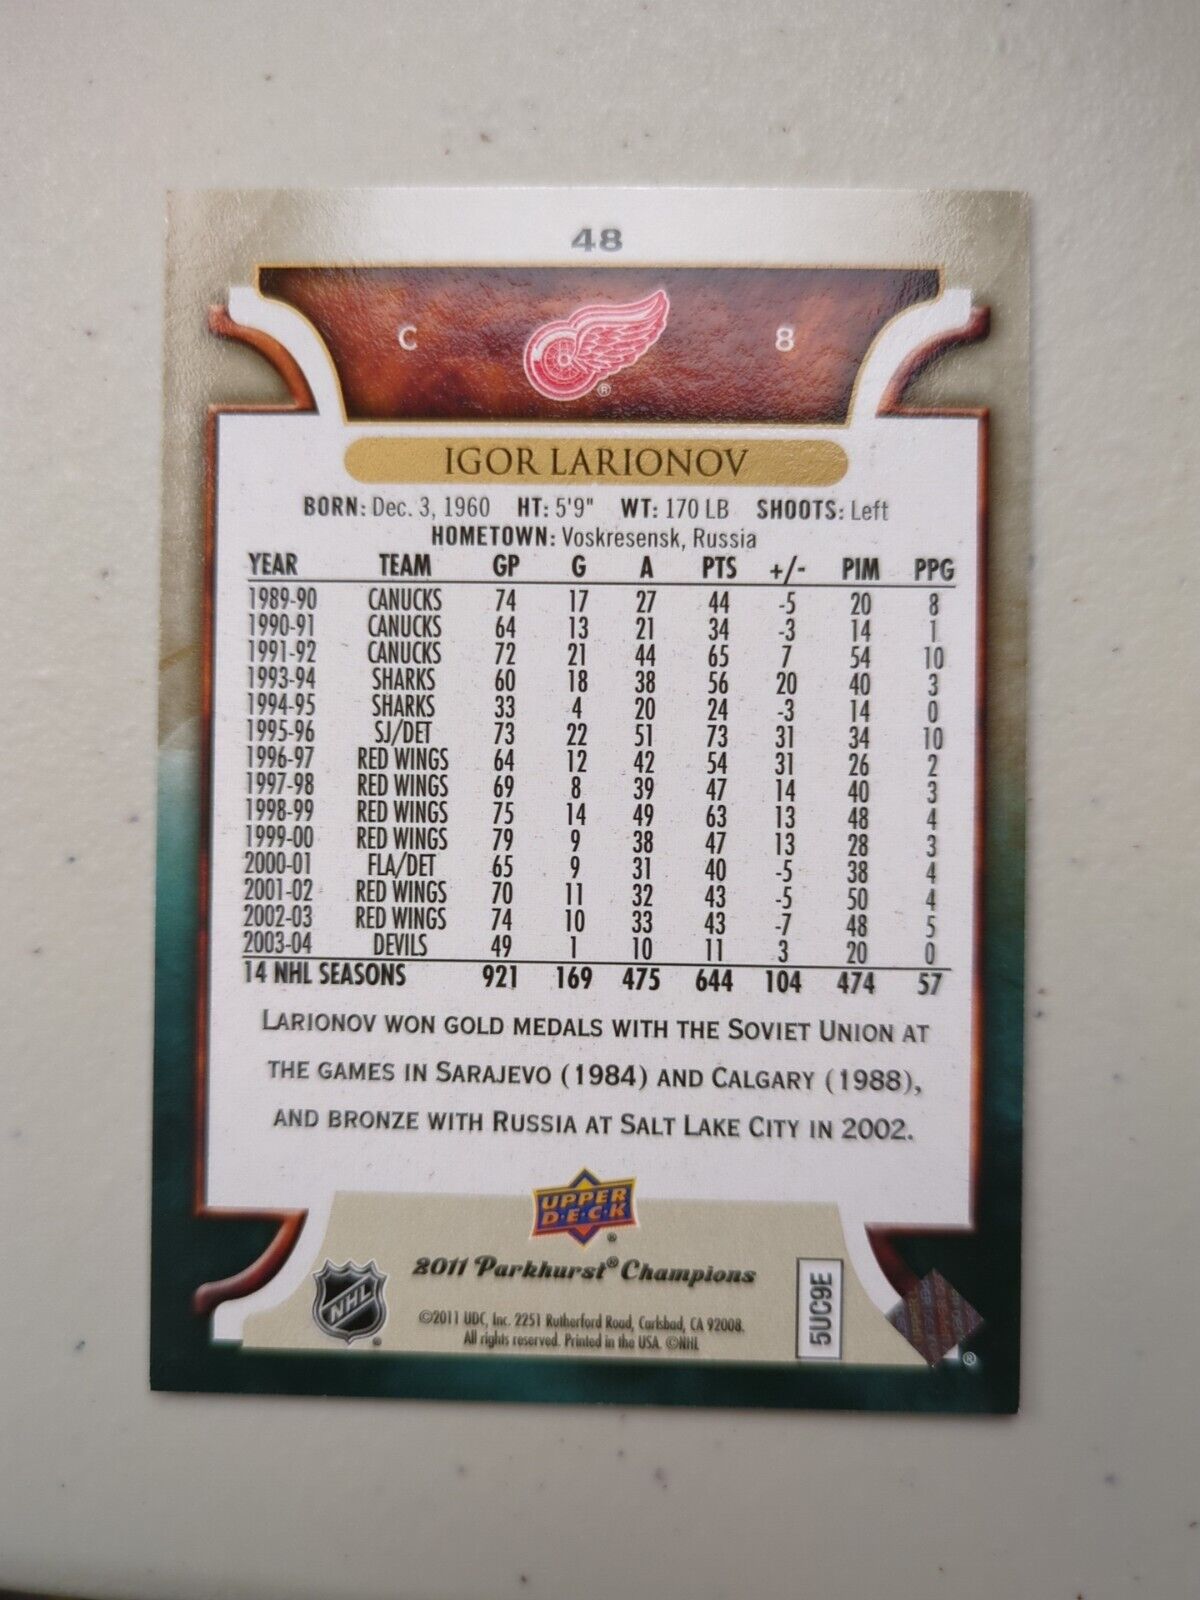 48
C 8
®
IGOR LARIONOV
BORN: Dec. 3, 1960 HT: 5'9" WT: 170 LB SHOOTS: Left
HOMETOWN: Voskresensk, Russia
YEAR TEAM GP G A PTS +/- PIM PPG
1989-90 CANUCKS 74 17 27 44 -5 20 8
1990-91 CANUCKS 64 13 21 34 -3 14 1
1991-92 CANUCKS 72 21 44 65 7 54 10
1993-94 SHARKS 60 18 38 56 20 40 3
1994-95 SHARKS 33 4 20 24 -3 14 0
1995-96 SJ/DET 73 22 51 73 31 34 10
1996-97 RED WINGS 64 12 42 54 31 26 2
1997-98 RED WINGS 69 8 39 47 14 40 3
1998-99 RED WINGS 75 14 49 63 13 48 4
1999-00 RED WINGS 79 9 38 47 13 28 3
2000-01 FLA/DET 65 9 31 40 -5 38 4
2001-02 RED WINGS 70 11 32 43 -5 50 4
2002-03 RED WINGS 74 10 33 43 -7 48 5
2003-04 DEVILS 49 1 10 11 3 20 0
14 NHL SEASONS 921 169 475 644 104 474 57
LARIONOV WON GOLD MEDALS WITH THE SOVIET UNION AT
THE GAMES IN SARAJEVO (1984) AND CALGARY (1988),
AND BRONZE WITH RUSSIA AT SALT LAKE CITY IN 2002.
UPPER
D·E·C·K
®
2011 Parkhurst® Champions
NHL
®
©2011 UDC, Inc. 2251 Rutherford Road, Carlsbad, CA 92008.
All rights reserved. Printed in the USA. ©NHL
5UC9E
®